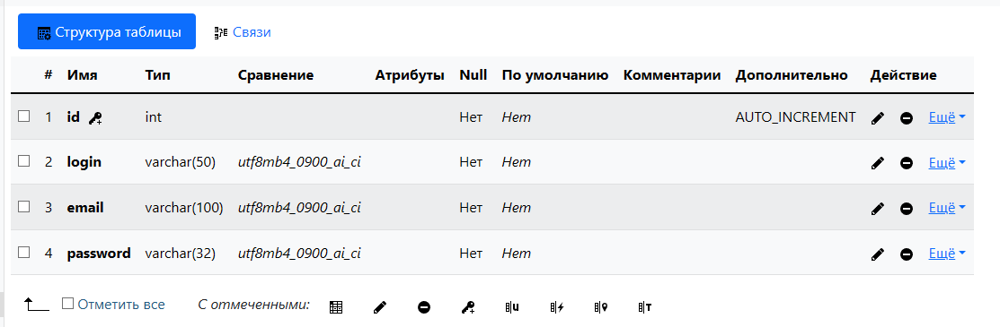 Структура таблицы Связи
# Имя Тип Сравнение Атрибуты Null По умолчанию Комментарии Дополнительно Действие
1 id int Нет Нет AUTO_INCREMENT Ещё
2 login varchar(50) utf8mb4_0900_ai_ci Нет Нет Ещё
3 email varchar(100) utf8mb4_0900_ai_ci Нет Нет Ещё
4 password varchar(32) utf8mb4_0900_ai_ci Нет Нет Ещё
Отметить все С отмеченными: